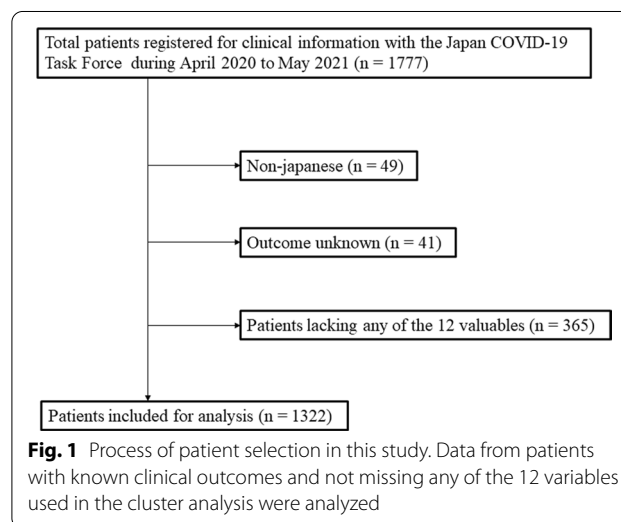 Total patients registered for clinical information with the Japan COVID-19
Task Force during April 2020 to May 2021 (n = 1777)
Non-japanese (n = 49)
Outcome unknown (n = 41)
Patients lacking any of the 12 valuables (n = 365)
Patients included for analysis (n = 1322)
Fig. 1 Process of patient selection in this study. Data from patients
with known clinical outcomes and not missing any of the 12 variables
used in the cluster analysis were analyzed